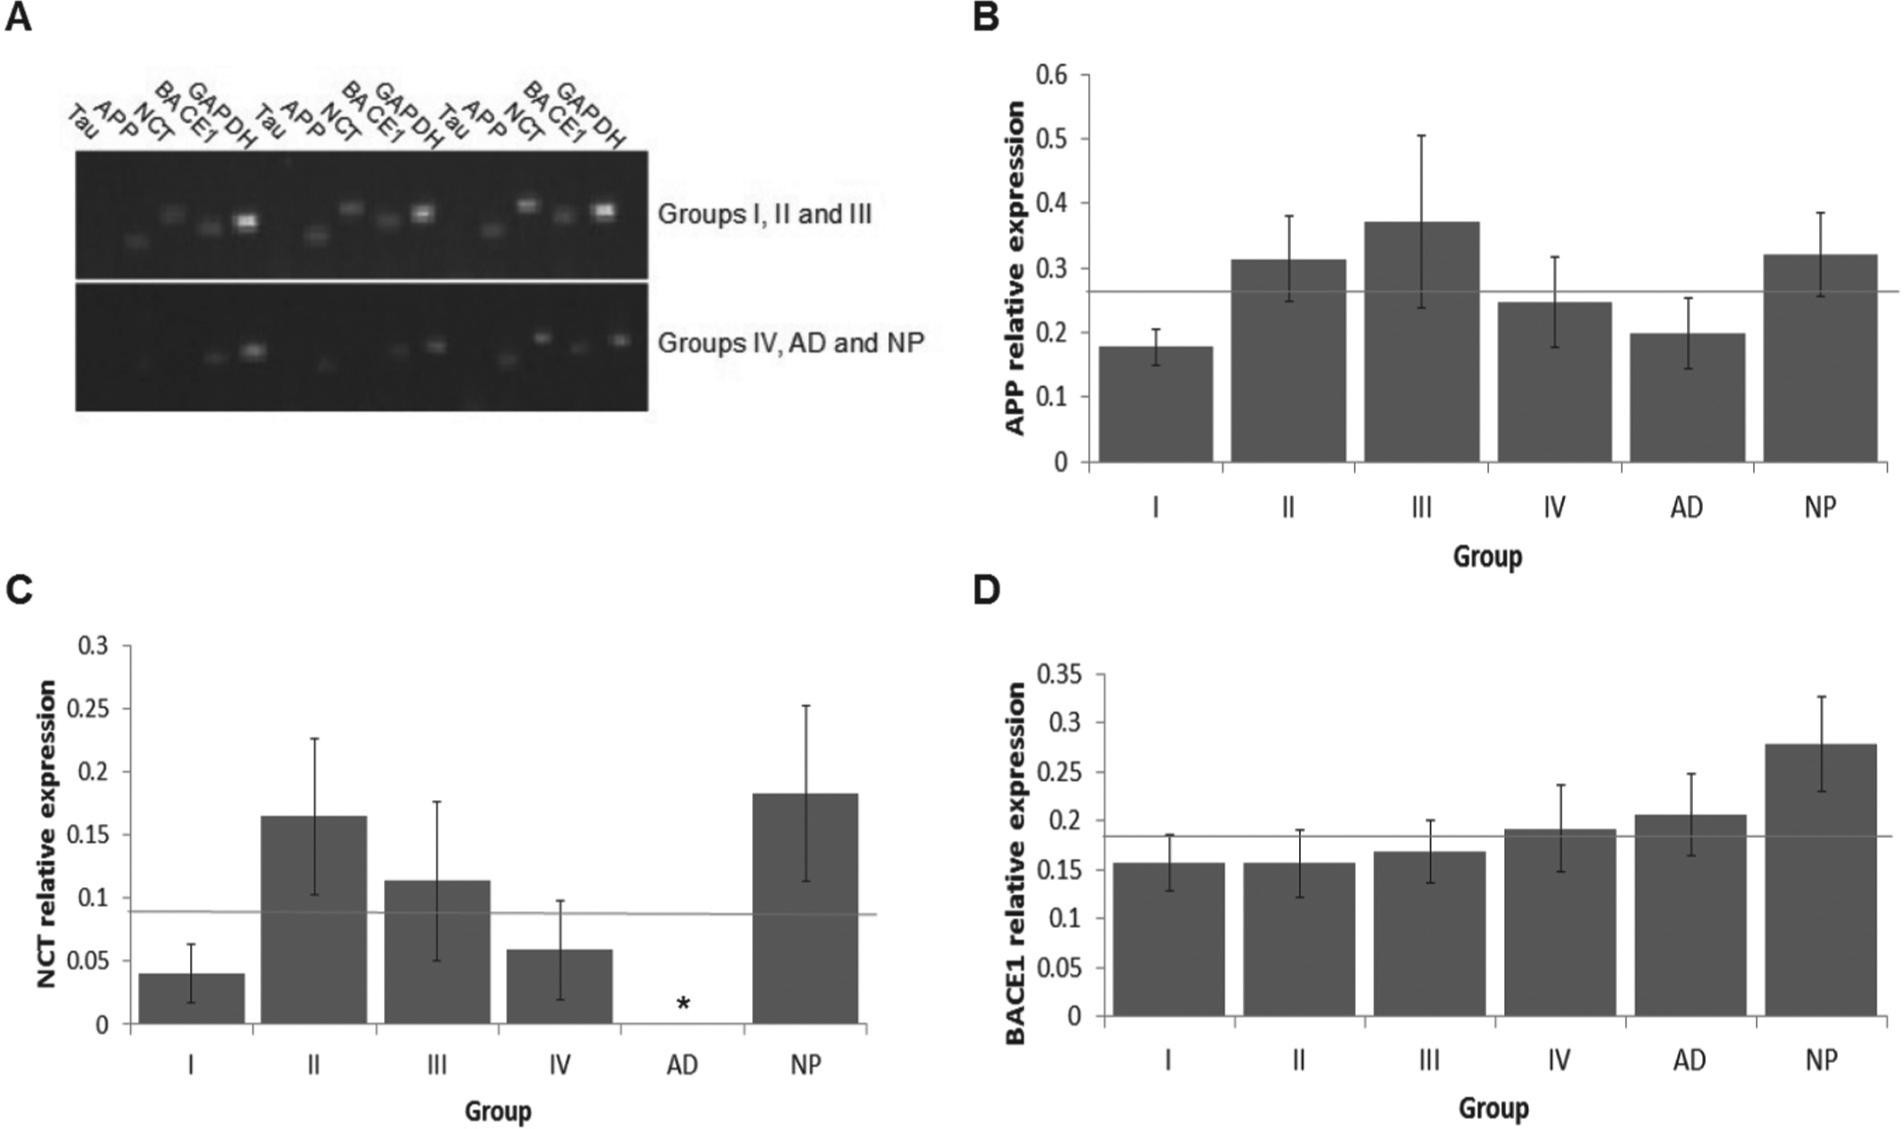 A
Tau APP NCT BACE1 GAPDH Tau APP NCT BACE1 GAPDH Tau APP NCT BACE1 GAPDH
Groups I, II and III
Groups IV, AD and NP
B
APP relative expression
0.6
0.5
0.4
0.3
0.2
0.1
0
I II III IV AD NP
Group
C
NCT relative expression
0.3
0.25
0.2
0.15
0.1
0.05
0
*
I II III IV AD NP
Group
D
BACE1 relative expression
0.35
0.3
0.25
0.2
0.15
0.1
0.05
0
I II III IV AD NP
Group